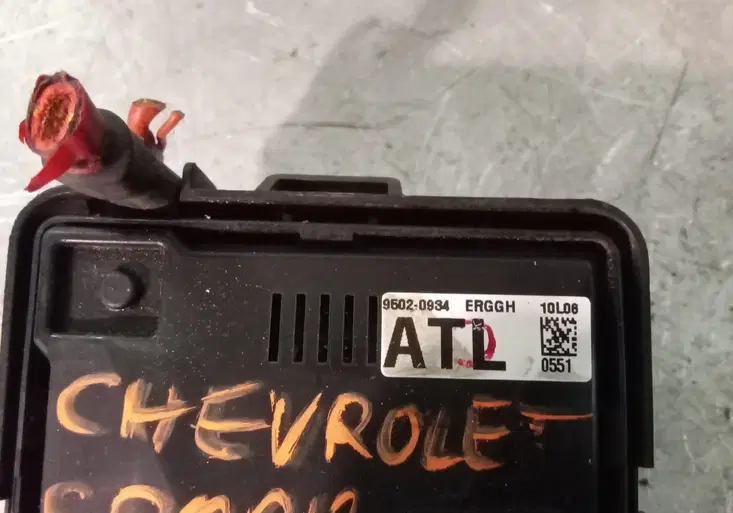 9502-0934 ERGGH 10L06
ATL
0551
CHEVROLET